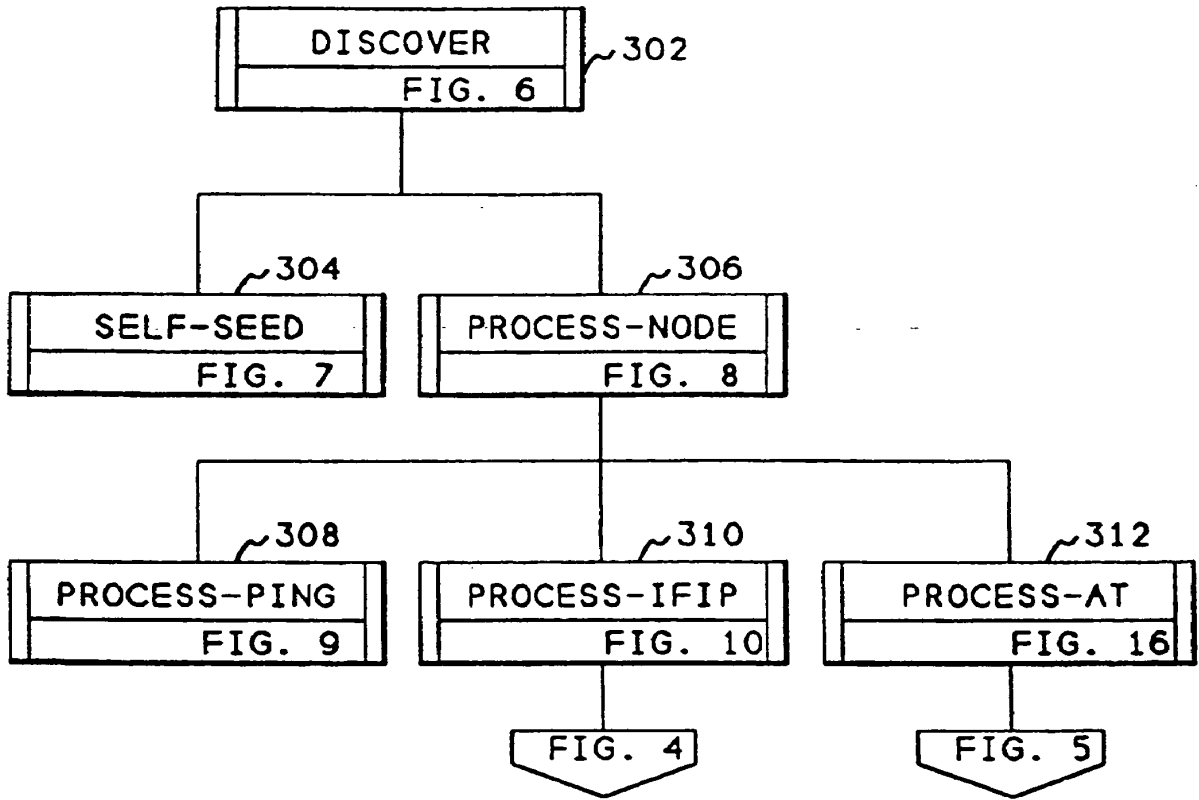 DISCOVER
FIG. 6
302
304
306
SELF-SEED
FIG. 7
PROCESS-NODE
FIG. 8
308
310
312
PROCESS-PING
FIG. 9
PROCESS-IFIP
FIG. 10
PROCESS-AT
FIG. 16
FIG. 4
FIG. 5